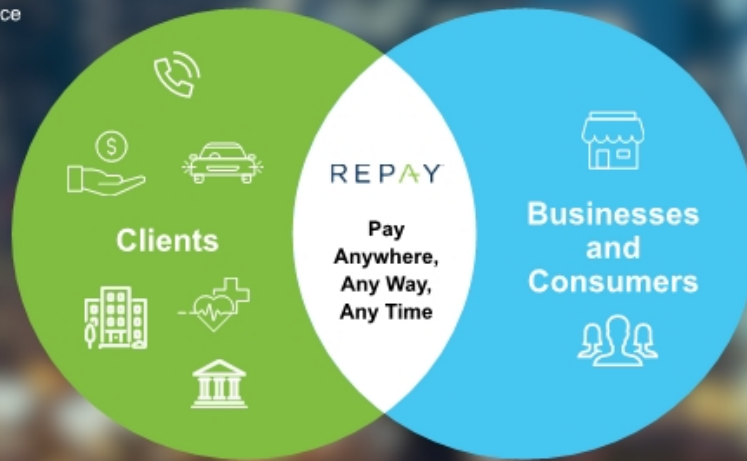 ce
Clients
REPAY
Pay
Anywhere,
Any Way,
Any Time
Businesses
and
Consumers
$